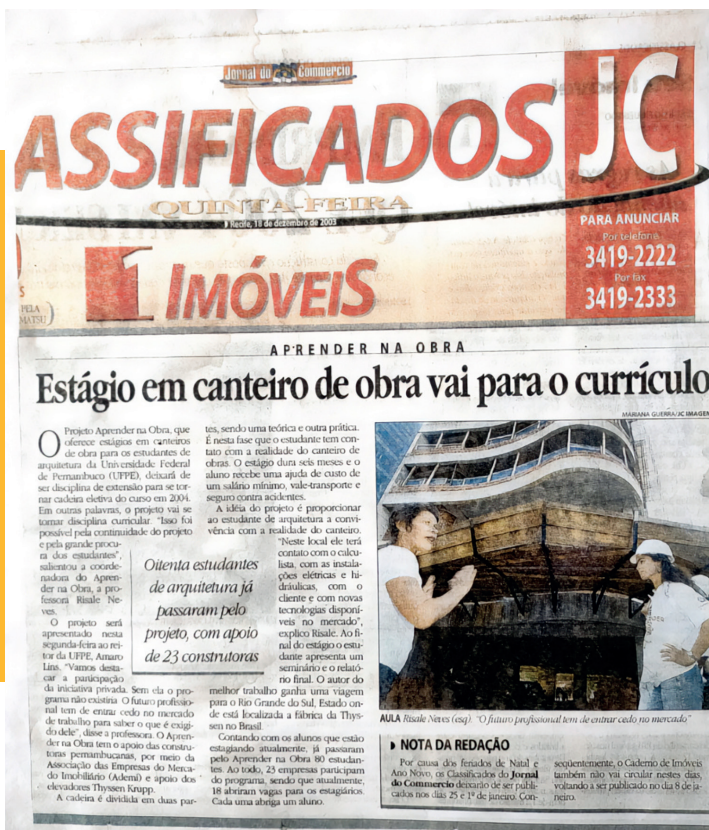 Jornal do Commercio
ASSIFICADOS JC
QUINTA-FEIRA
Recife, 18 de dezembro de 2003
PARA ANUNCIAR
Por telefone
3419-2222
Por fax
3419-2333
1 IMÓVEIS
S
PELA
MATSU)
APRENDER NA OBRA
Estágio em canteiro de obra vai para o currículo
MARIANA GUERRA/JC IMAGEM
O Projeto Aprender na Obra, que
oferece estágios em canteiros
de obra para os estudantes de
arquitetura da Universidade Federal
de Pernambuco (UFPE), deixará de
ser disciplina de extensão para se tor-
nar cadeira eletiva do curso em 2004.
Em outras palavras, o projeto vai se
tornar disciplina curricular. "Isso foi
possível pela continuidade do projeto
e pela grande procu-
ra dos estudantes",
salientou a coorde-
nadora do Apren-
der na Obra, a pro-
fessora Risale Ne-
ves.
O projeto será
apresentado nesta
segunda-feira ao rei-
tor da UFPE, Amaro
Lins. "Vamos desta-
car a participação
da iniciativa privada. Sem ela o pro-
grama não existiria. O futuro profissio-
nal tem de entrar cedo no mercado
de trabalho para saber o que é exigi-
do dele", disse a professora. O Apren-
der na Obra tem o apoio das constru-
toras pernambucanas, por meio da
Associação das Empresas do Merca-
do Imobiliário (Ademi) e apoio dos
elevadores Thyssen Krupp.
A cadeira é dividida em duas par-
tes, sendo uma teórica e outra prática.
É nesta fase que o estudante tem con-
tato com a realidade do canteiro de
obras. O estágio dura seis meses e o
aluno recebe uma ajuda de custo de
um salário mínimo, vale-transporte e
seguro contra acidentes.
A idéia do projeto é proporcionar
ao estudante de arquitetura a convi-
vência com a realidade do canteiro.
"Neste local ele terá
contato com o calcu-
lista, com as instala-
ções elétricas e hi-
dráulicas, com o
cliente e com novas
tecnologias disponí-
veis no mercado",
explico Risale. Ao fi-
nal do estágio o estu-
dante apresenta um
seminário e o relató-
rio final. O autor do
melhor trabalho ganha uma viagem
para o Rio Grande do Sul, Estado on-
de está localizada a fábrica da Thys-
sen no Brasil.
Contando com os alunos que estão
estagiando atualmente, já passaram
pelo Aprender na Obra 80 estudan-
tes. Ao todo, 23 empresas participam
do programa, sendo que atualmente,
18 abriram vagas para os estagiários.
Cada uma abriga um aluno.
Oitenta estudantes
de arquitetura já
passaram pelo
projeto, com apoio
de 23 construtoras
AULA Risale Neves (esq). "O futuro profissional tem de entrar cedo no mercado"
NOTA DA REDAÇÃO
Por causa dos feriados de Natal e
Ano Novo, os Classificados do Jornal
do Commercio deixarão de ser publi-
cados nos dias 25 e 1º de janeiro. Con-
seqüentemente, o Caderno de Imóveis
também não vai circular nestes dias,
voltando a ser publicado no dia 8 de ja-
neiro.